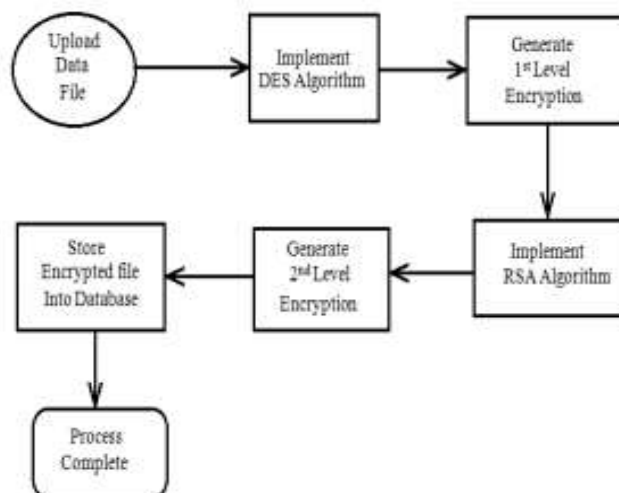 Upload
Data
File
Implement
DES Algorithm
Generate
1st Level
Encryption
Implement
RSA Algorithm
Generate
2nd Level
Encryption
Store
Encrypted file
Into Database
Process
Complete